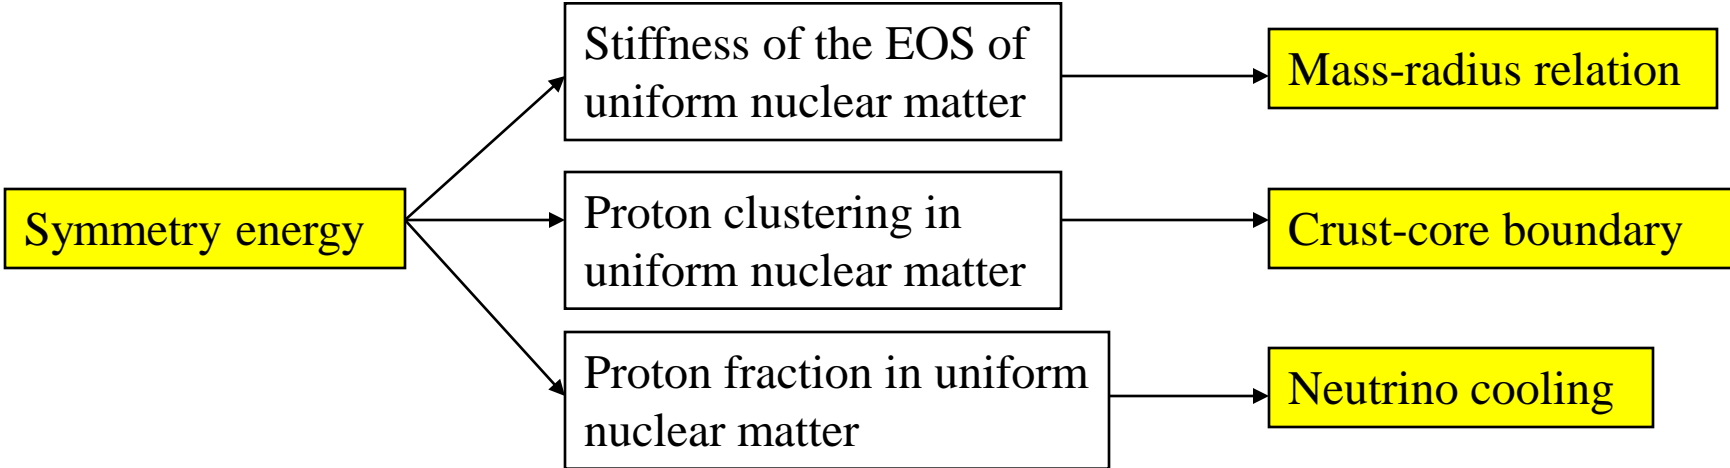 Stiffness of the EOS of
uniform nuclear matter
Mass-radius relation
Symmetry energy
Proton clustering in
uniform nuclear matter
Crust-core boundary
Proton fraction in uniform
nuclear matter
Neutrino cooling